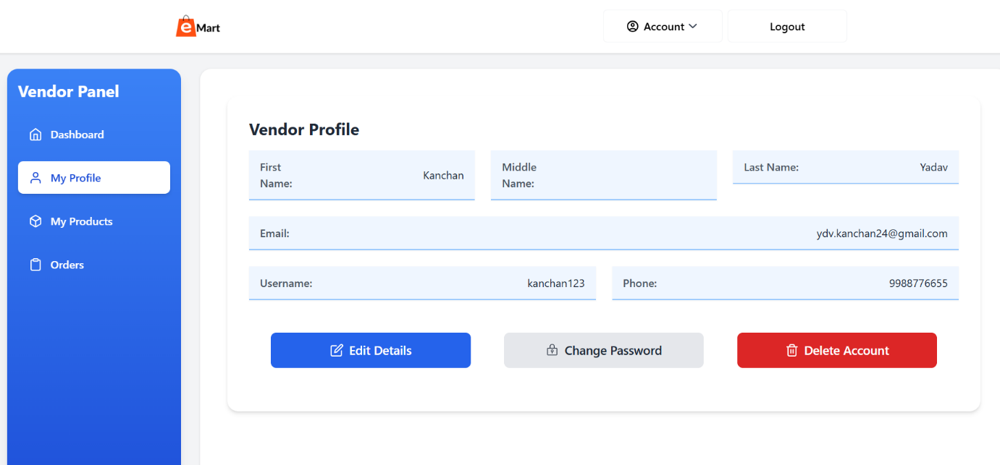 e Mart
Account
Logout
Vendor Panel
Dashboard
My Profile
My Products
Orders
Vendor Profile
First
Name:
Kanchan
Middle
Name:
Last Name:
Yadav
Email:
ydv.kanchan24@gmail.com
Username:
kanchan123
Phone:
9988776655
Edit Details
Change Password
Delete Account